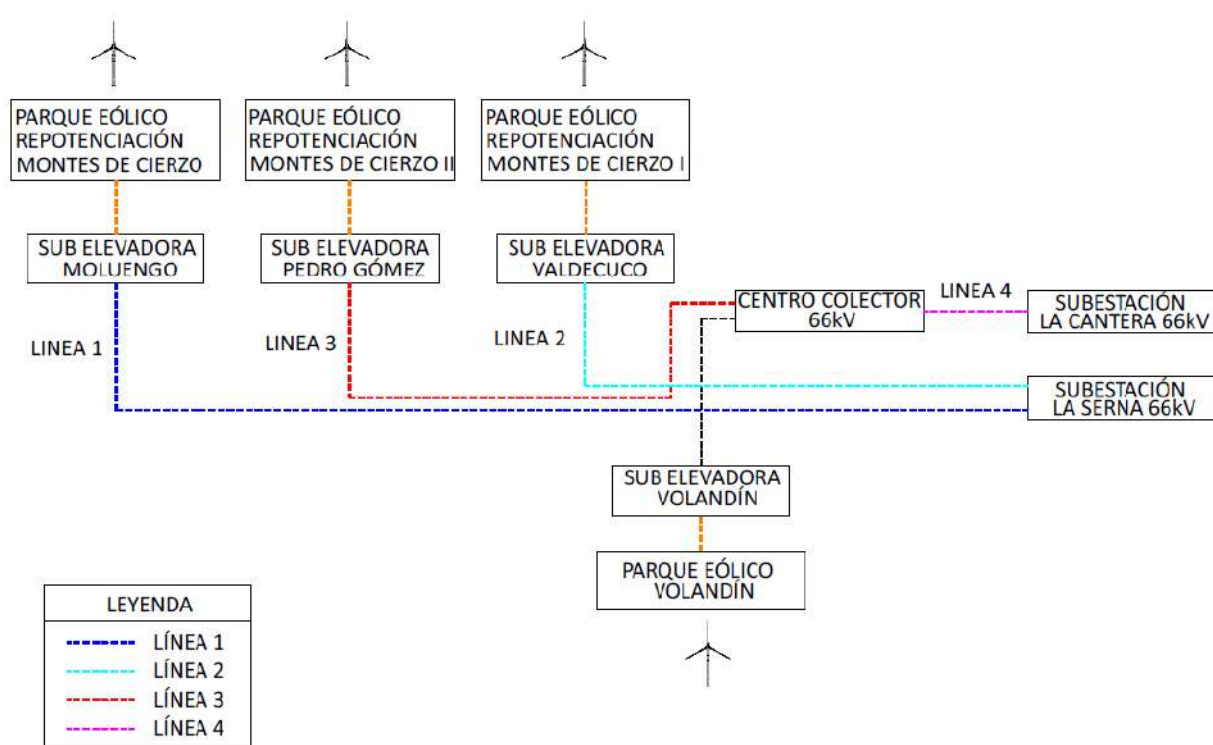 PARQUE EÓLICO
REPOTENCIACIÓN
MONTES DE CIERZO
PARQUE EÓLICO
REPOTENCIACIÓN
MONTES DE CIERZO II
PARQUE EÓLICO
REPOTENCIACIÓN
MONTES DE CIERZO I
SUB ELEVADORA
MOLUENGO
SUB ELEVADORA
PEDRO GÓMEZ
SUB ELEVADORA
VALDECUCO
LINEA 1
LINEA 3
LINEA 2
CENTRO COLECTOR
66kV
LINEA 4
SUBESTACIÓN
LA CANTERA 66kV
SUBESTACIÓN
LA SERNA 66kV
SUB ELEVADORA
VOLANDÍN
PARQUE EÓLICO
VOLANDÍN
LEYENDA
LÍNEA 1
LÍNEA 2
LÍNEA 3
LÍNEA 4